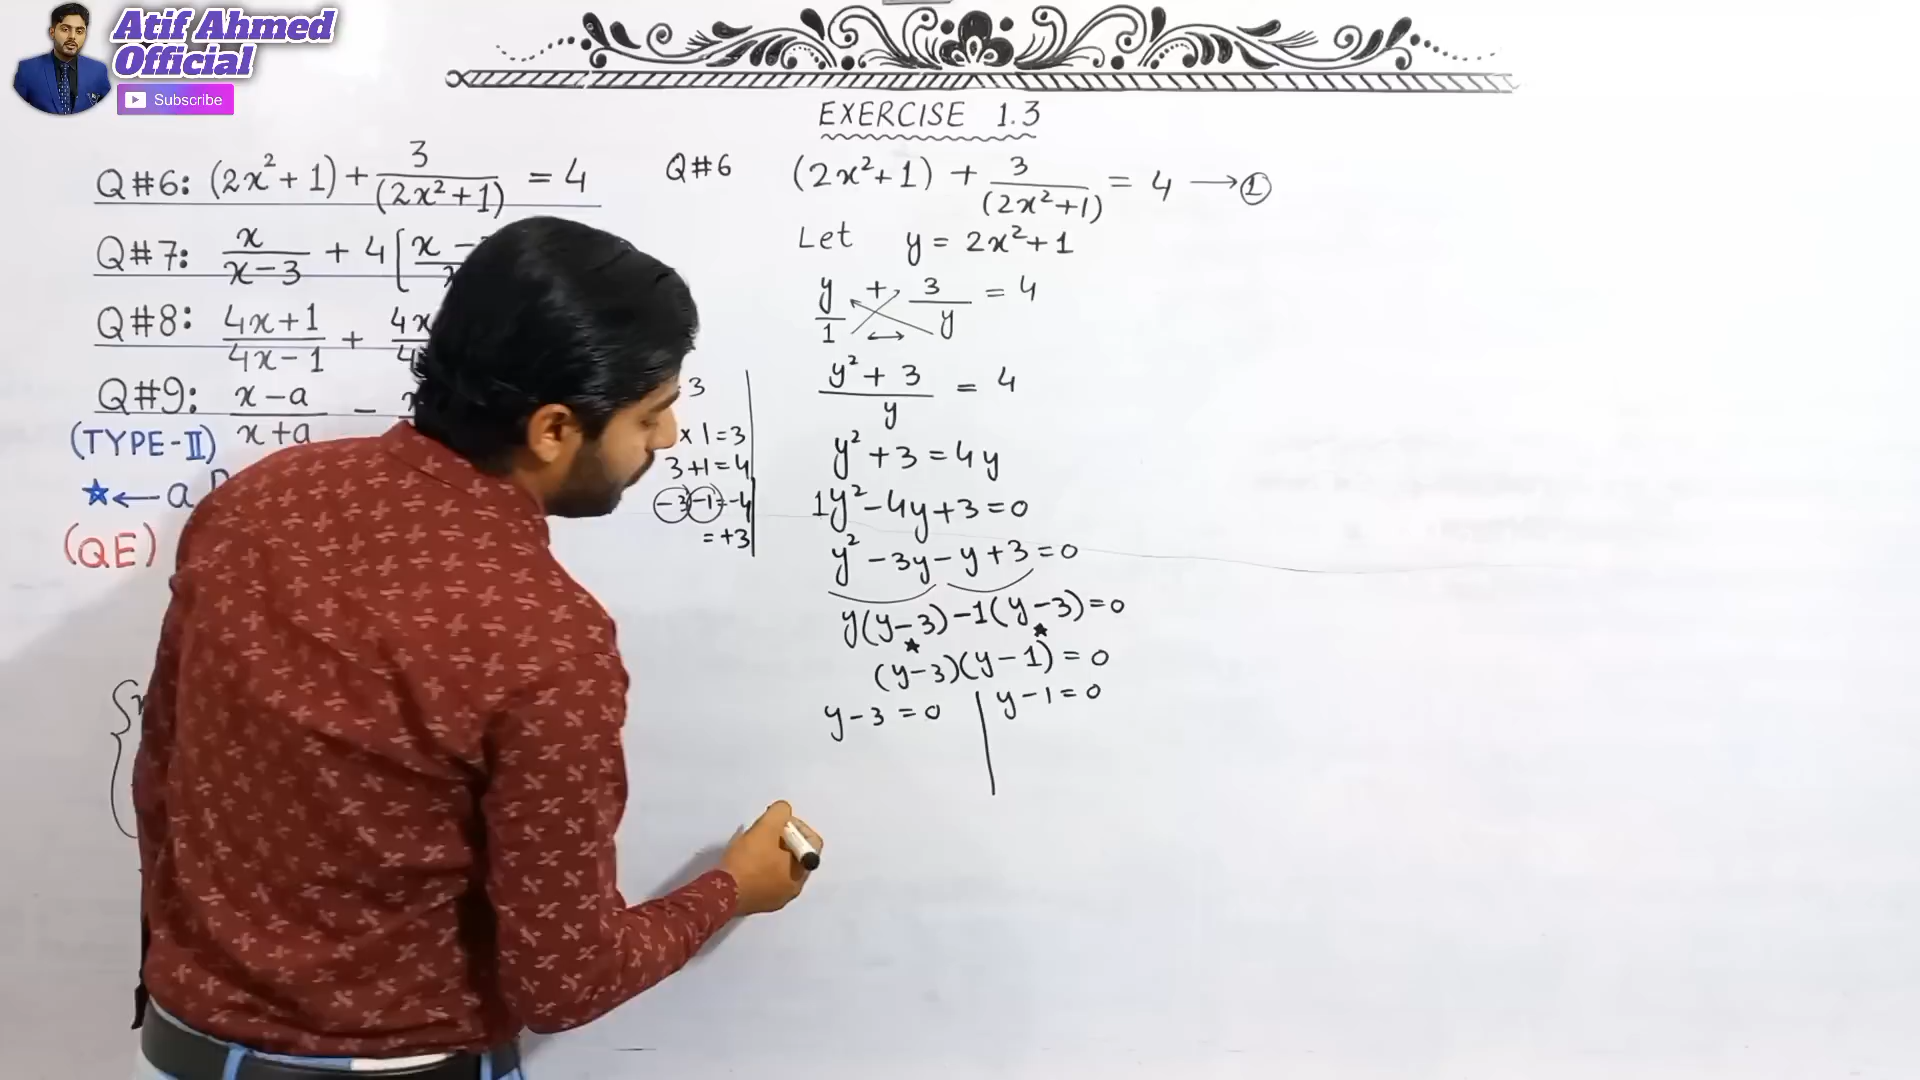 Atif Ahmed
Official
Subscribe
EXERCISE 1.3
Q#6: (2x²+1) + 3/(2x²+1) = 4
Q#7: x/(x-3) + 4[x -
Q#8: (4x+1)/(4x-1) + 4x
Q#9: (x-a)/(x+a) -
(TYPE-II)
★ ← a
(QE)
3
x 1 = 3
3+1 = 4
-3 -1 = -4
= +3
Q#6 (2x²+1) + 3/(2x²+1) = 4 → ①
Let y = 2x²+1
y/1 + 3/y = 4
(y²+3)/y = 4
y²+3 = 4y
1y²-4y+3=0
y²-3y-y+3=0
y(y-3)-1(y-3)=0
(y-3)(y-1)=0
y-3=0 | y-1=0